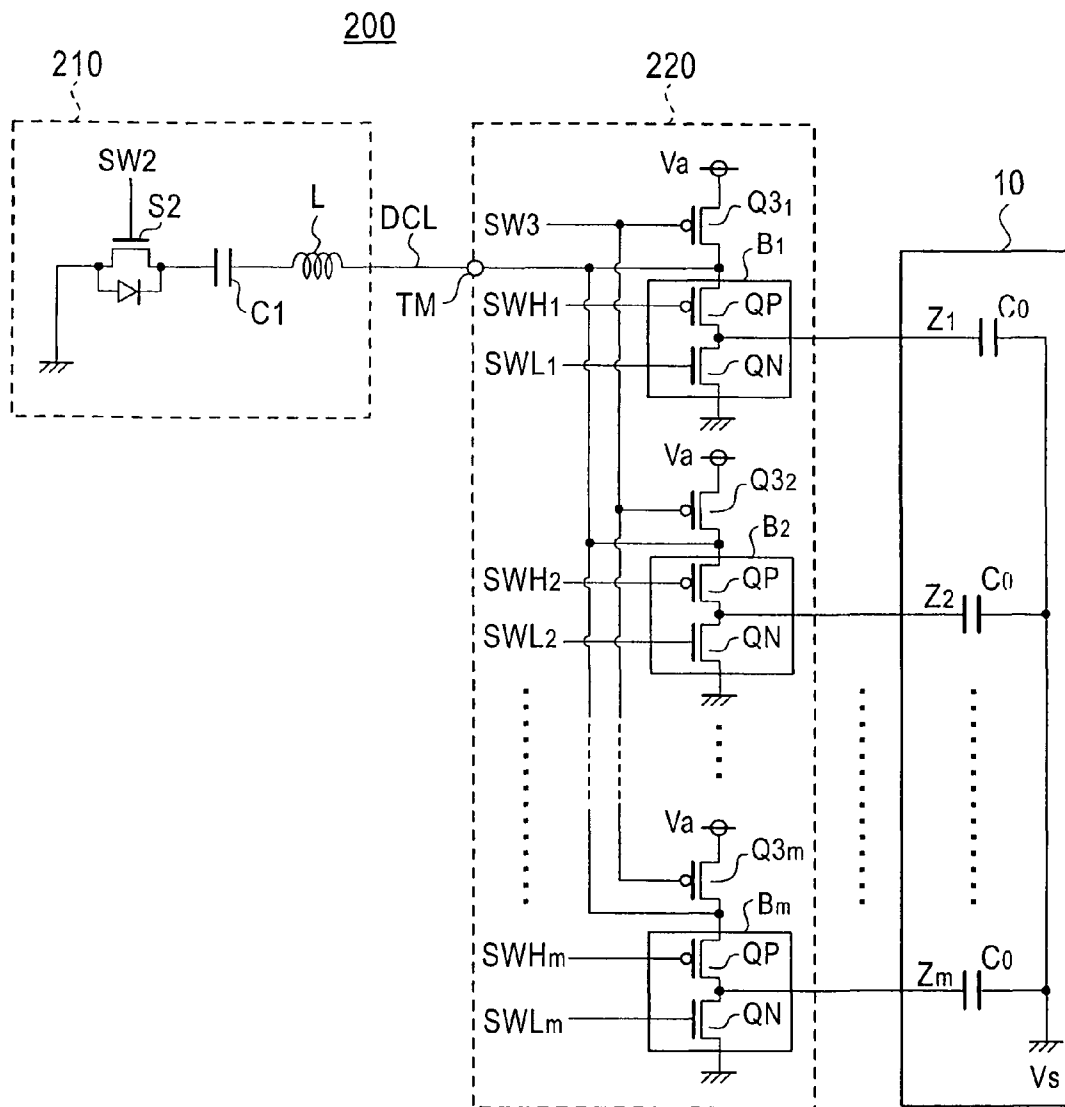 200
210
220
SW2
S2
C1
L
DCL
TM
Va
SW3
Q31
B1
SWH1
QP
SWL1
QN
10
Z1
C0
Va
Q32
B2
SWH2
QP
SWL2
QN
Z2
C0
Va
Q3m
Bm
SWHm
QP
SWLm
QN
Zm
C0
Vs